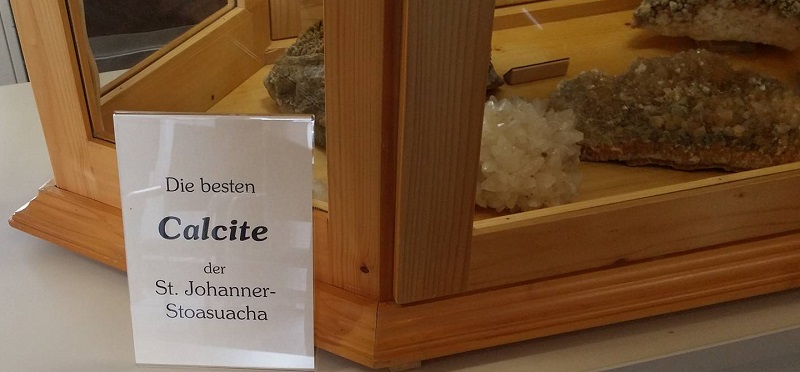 Die besten
Calcite
der
St. Johanner-
Stoasuacha